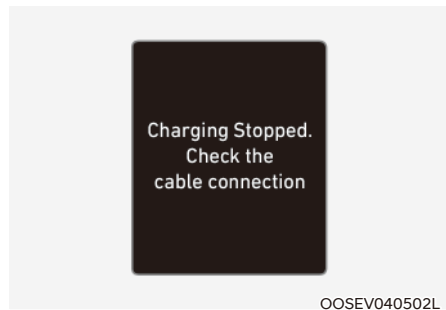 Charging Stopped.
Check the
cable connection
OOSEV040502L